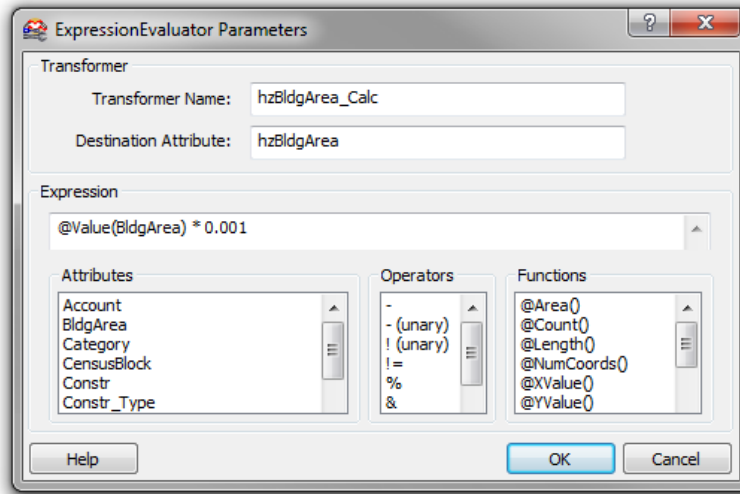 ExpressionEvaluator Parameters
? X
Transformer
Transformer Name: hzBldgArea_Calc
Destination Attribute: hzBldgArea
Expression
@Value(BldgArea) * 0.001
Attributes Operators Functions
Account - @Area()
BldgArea - (unary) @Count()
Category ! (unary) @Length()
CensusBlock != @NumCoords()
Constr % @XValue()
Constr_Type & @YValue()
Help OK Cancel